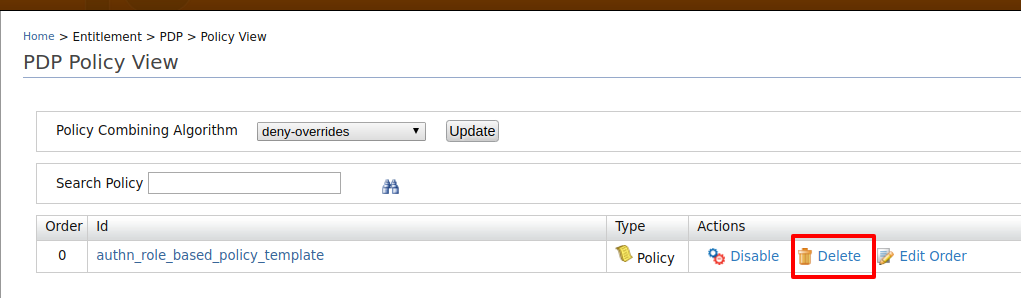 Home > Entitlement > PDP > Policy View
PDP Policy View
Policy Combining Algorithm deny-overrides Update
Search Policy
Order Id Type Actions
0 authn_role_based_policy_template Policy Disable Delete Edit Order